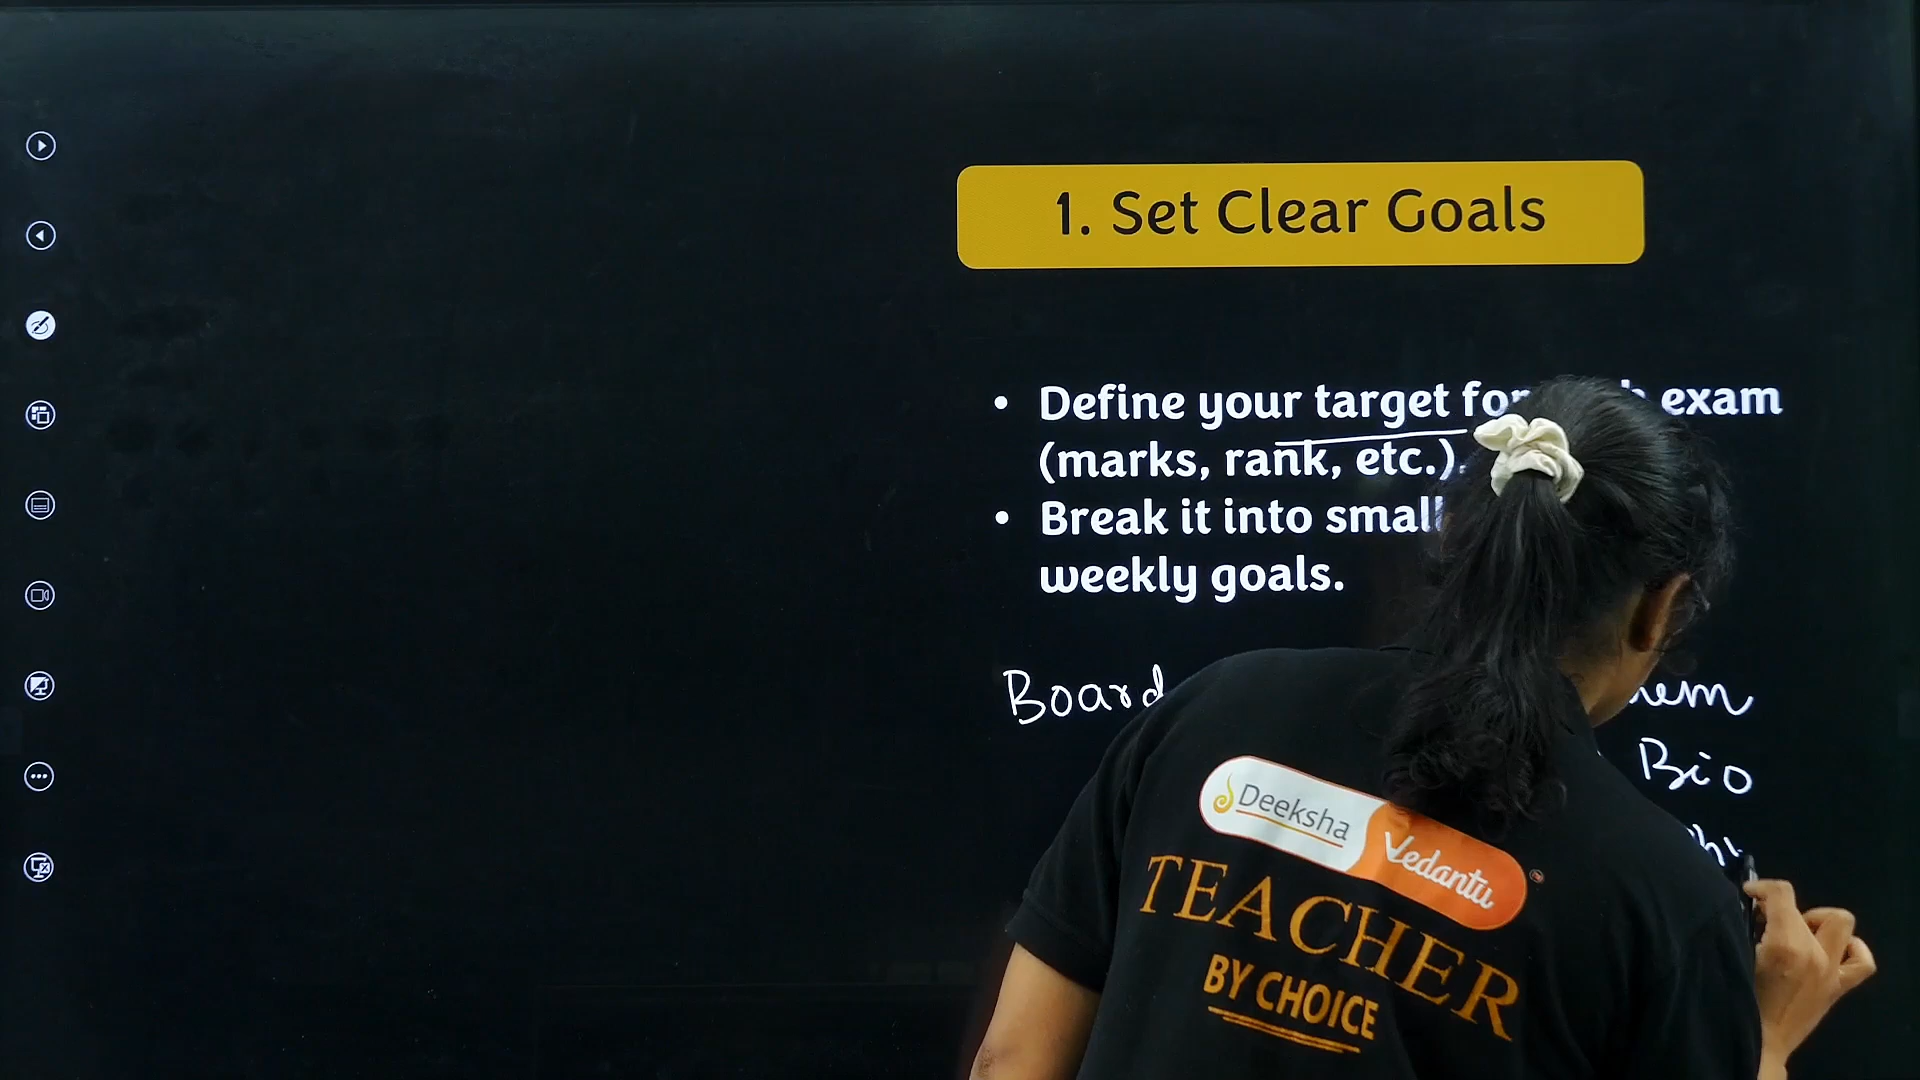 1. Set Clear Goals
• Define your target for exam
(marks, rank, etc.).
• Break it into small
weekly goals.
Board
Bio
Deeksha Vedantu
TEACHER
BY CHOICE